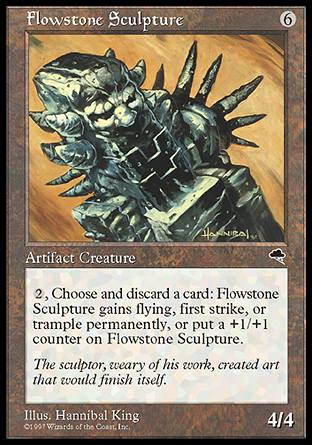 Flowstone Sculpture 6
HANNIBAL
Artifact Creature
2, Choose and discard a card: Flowstone
Sculpture gains flying, first strike, or
trample permanently, or put a +1/+1
counter on Flowstone Sculpture.
The sculptor, weary of his work, created art
that would finish itself.
Illus. Hannibal King
©1997 Wizards of the Coast, Inc.
4/4